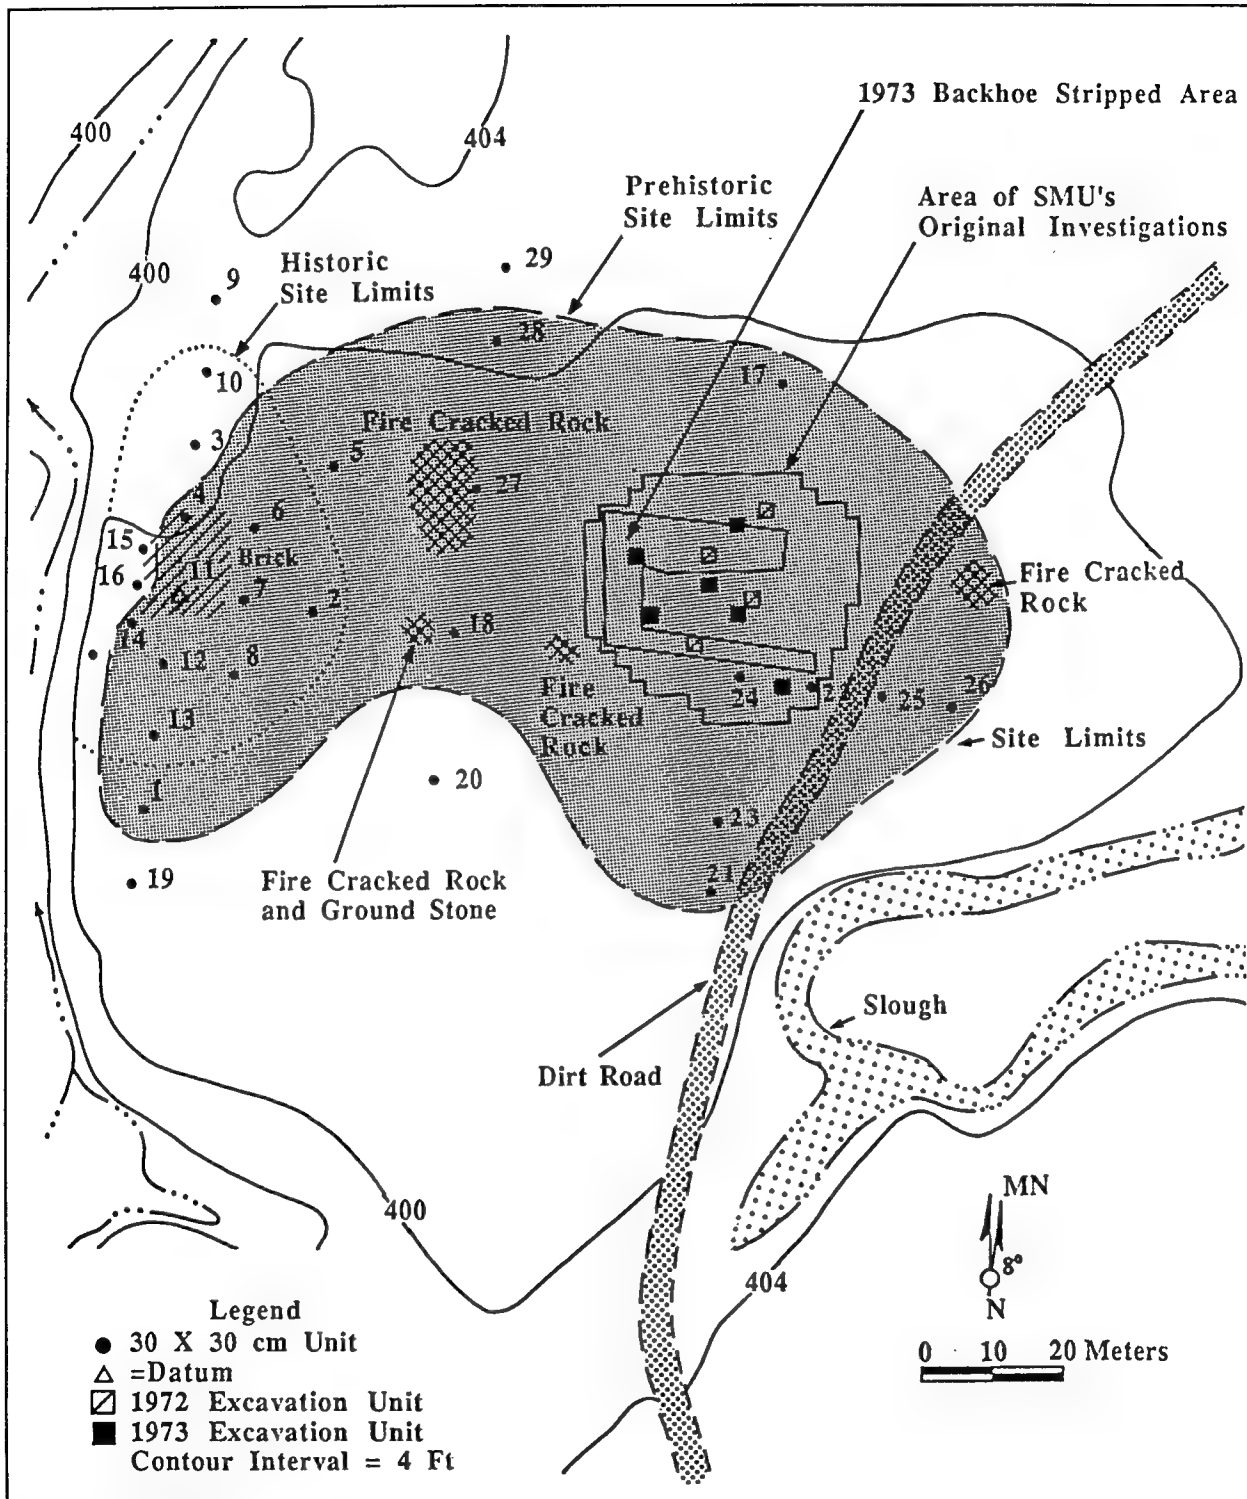 1973 Backhoe Stripped Area
400
404
Prehistoric
Site Limits
Area of SMU's
Original Investigations
Historic
Site Limits
400
9
29
28
10
17
3
Fire Cracked Rock
5
27
4
6
15
Brick
11
16
7
2
Fire Cracked
Rock
14
18
12
8
Fire
Cracked
Rock
24
2
25
26
13
Site Limits
1
20
23
21
19
Fire Cracked Rock
and Ground Stone
Slough
Dirt Road
400
404
MN
8°
N
Legend
30 X 30 cm Unit
=Datum
1972 Excavation Unit
1973 Excavation Unit
Contour Interval = 4 Ft
0 10 20 Meters